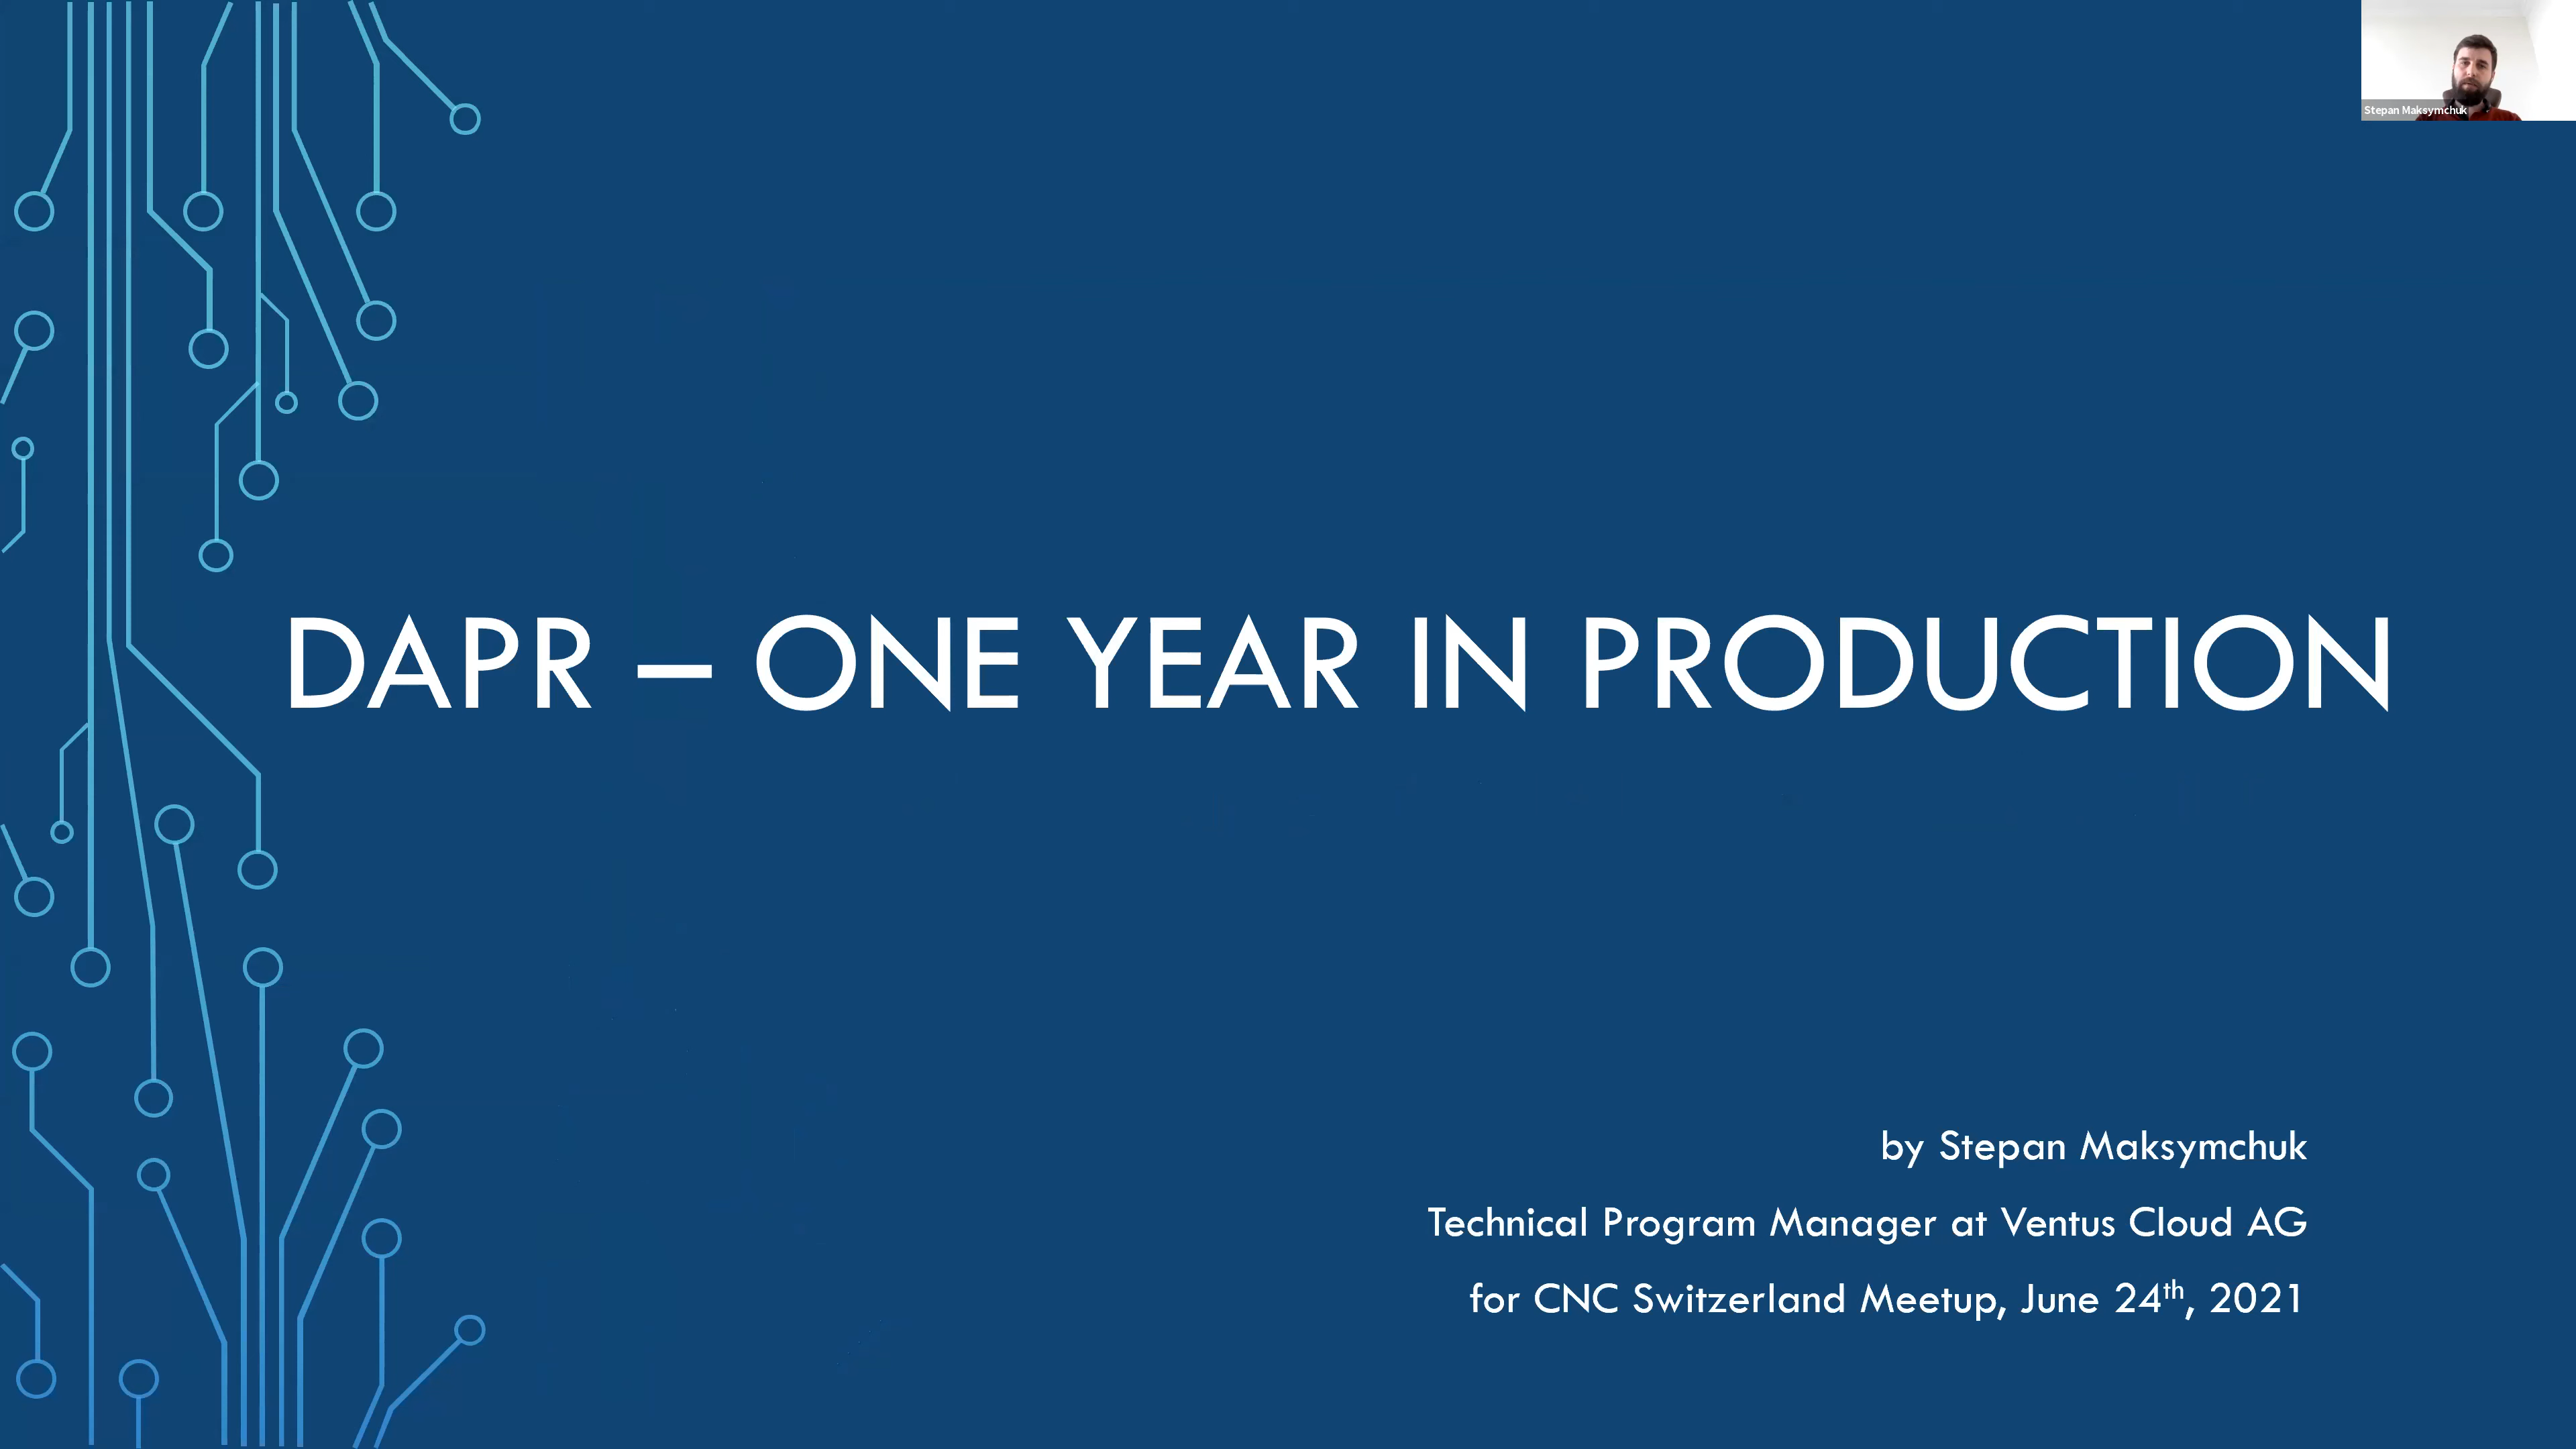 Stepan Maksymchuk
DAPR – ONE YEAR IN PRODUCTION
by Stepan Maksymchuk
Technical Program Manager at Ventus Cloud AG
for CNC Switzerland Meetup, June 24th, 2021